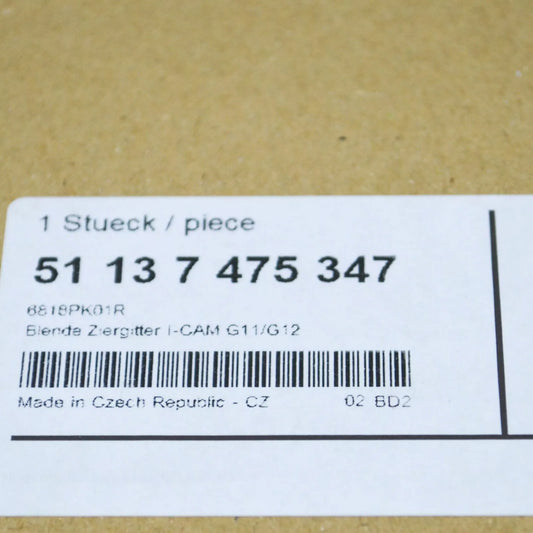 1 Stueck / piece
51 13 7 475 347
6818PK01R
Blende Ziergitter I-CAM G11/G12
Made in Czech Republic - CZ 02 BD2